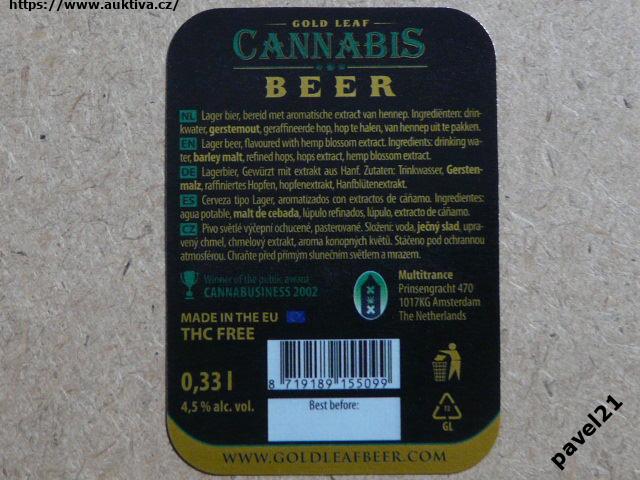 https://www.auktiva.cz/
GOLD LEAF
CANNABIS
BEER
NL Lager bier, bereid met aromatische extract van hennep. Ingrediënten: drin-
kwater, gerstemout, geraffineerde hop, hop te halen, van hennep uit te pakken.
EN Lager beer, flavoured with hemp blossom extract. Ingredients: drinking wa-
ter, barley malt, refined hops, hops extract, hemp blossom extract.
DE Lagerbier, Gewürzt mit extrakt aus Hanf. Zutaten: Trinkwasser, Gersten-
malz, raffiniertes Hopfen, hopfenextrakt, Hanfblütenextrakt.
ES Cerveza tipo Lager, aromatizados con extractos de cáñamo. Ingredientes:
agua potable, malt de cebada, lúpulo refinados, lúpulo, extracto de cáñamo.
CZ Pivo světlé výčepní ochucené, pasterované. Složení: voda, ječný slad, upra-
vený chmel, chmelový extrakt, aroma konopných květů. Stáčeno pod ochrannou
atmosférou. Chraňte před přímým slunečním světlem a mrazem.
Winner of the public award
CANNABUSINESS 2002
Multitrance
Prinsengracht 470
1017KG Amsterdam
The Netherlands
MADE IN THE EU
THC FREE
0,33 l
4,5 % alc. vol.
8 719189 155099
Best before:
GL
WWW.GOLDLEAFBEER.COM
pavel21